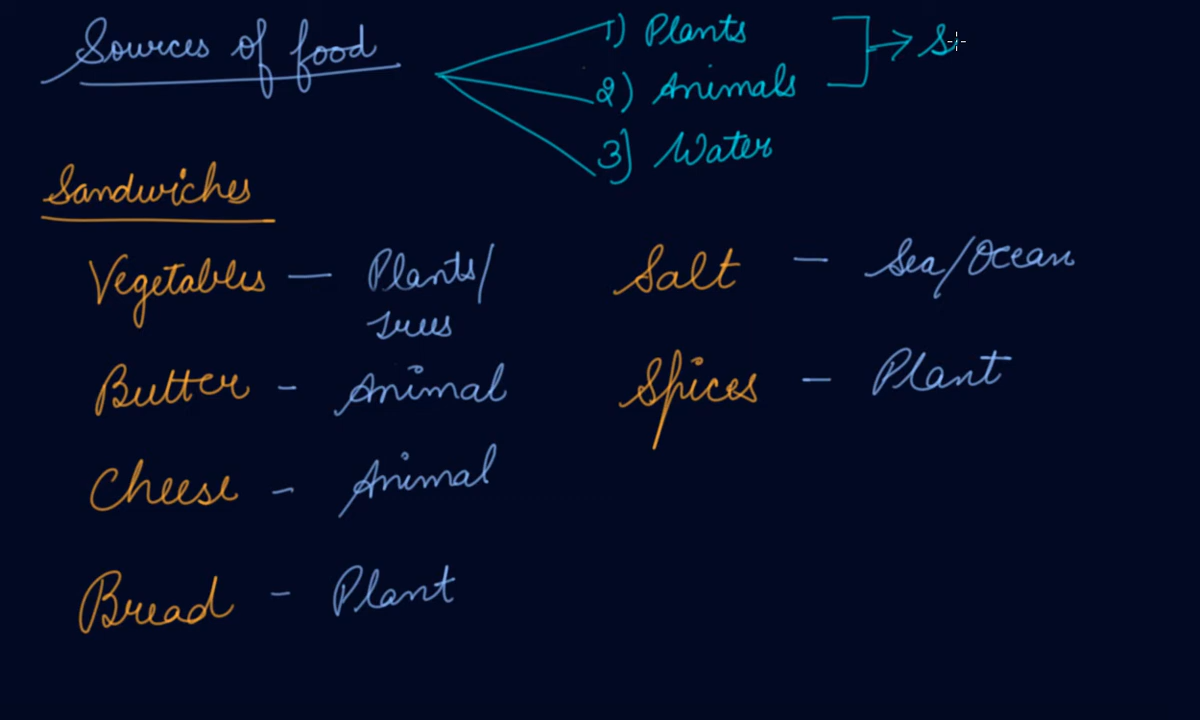 Sources of food
1) Plants
2) Animals
3) Water
Sandwiches
Vegetables — Plants/
Trees
Butter - Animal
Cheese - Animal
Bread - Plant
Salt — Sea/Ocean
Spices — Plant